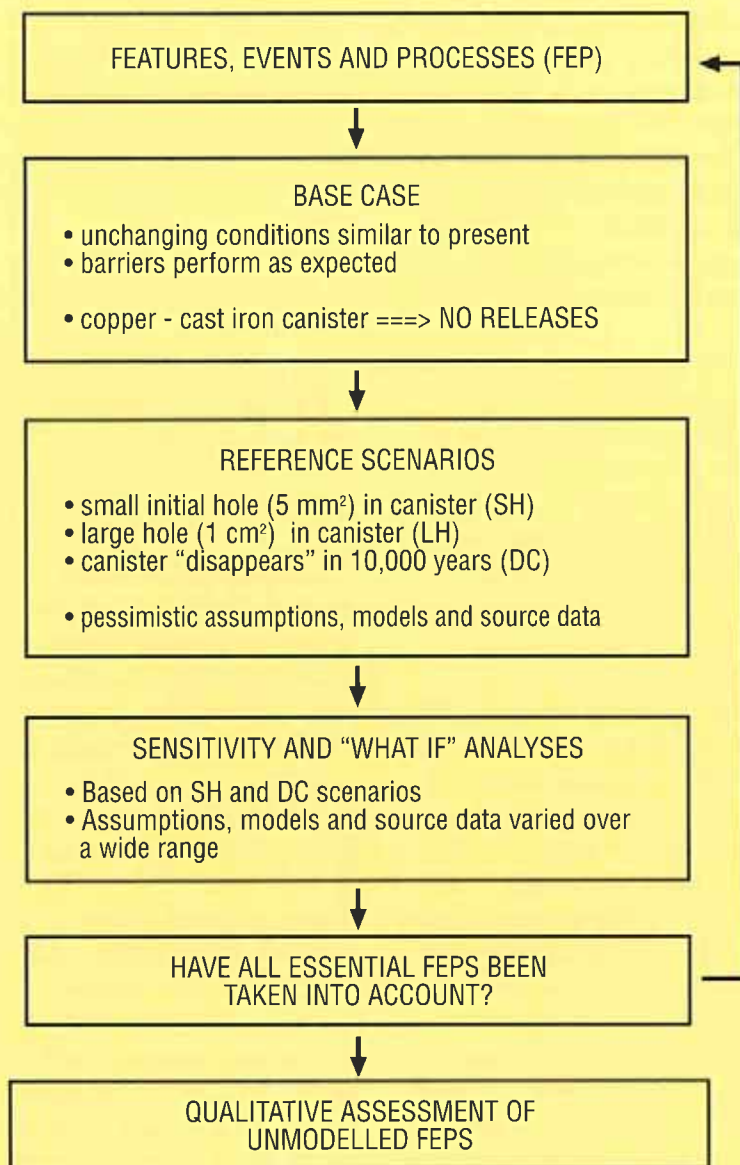 FEATURES, EVENTS AND PROCESSES (FEP)
BASE CASE
• unchanging conditions similar to present
• barriers perform as expected
• copper - cast iron canister ===> NO RELEASES
REFERENCE SCENARIOS
• small initial hole (5 mm²) in canister (SH)
• large hole (1 cm²) in canister (LH)
• canister “disappears” in 10,000 years (DC)
• pessimistic assumptions, models and source data
SENSITIVITY AND “WHAT IF” ANALYSES
• Based on SH and DC scenarios
• Assumptions, models and source data varied over
a wide range
HAVE ALL ESSENTIAL FEPS BEEN
TAKEN INTO ACCOUNT?
QUALITATIVE ASSESSMENT OF
UNMODELLED FEPS